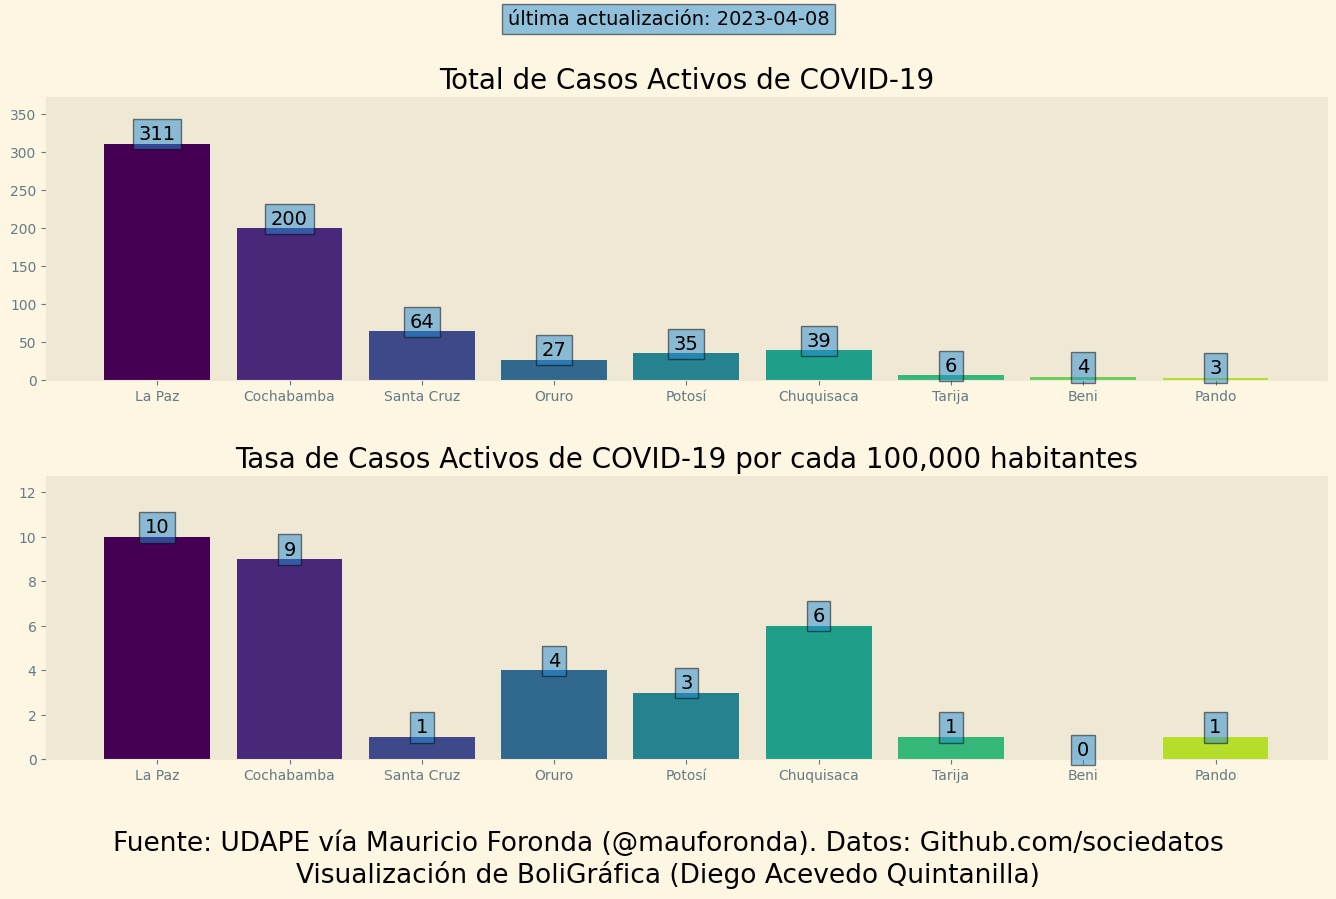 última actualización: 2023-04-08
Total de Casos Activos de COVID-19
350
300
250
200
150
100
50
0
311
200
64
27
35
39
6
4
3
La Paz
Cochabamba
Santa Cruz
Oruro
Potosí
Chuquisaca
Tarija
Beni
Pando
Tasa de Casos Activos de COVID-19 por cada 100,000 habitantes
12
10
8
6
4
2
0
10
9
1
4
3
6
1
0
1
La Paz
Cochabamba
Santa Cruz
Oruro
Potosí
Chuquisaca
Tarija
Beni
Pando
Fuente: UDAPE vía Mauricio Foronda (@mauforonda). Datos: Github.com/sociedatos
Visualización de BoliGráfica (Diego Acevedo Quintanilla)